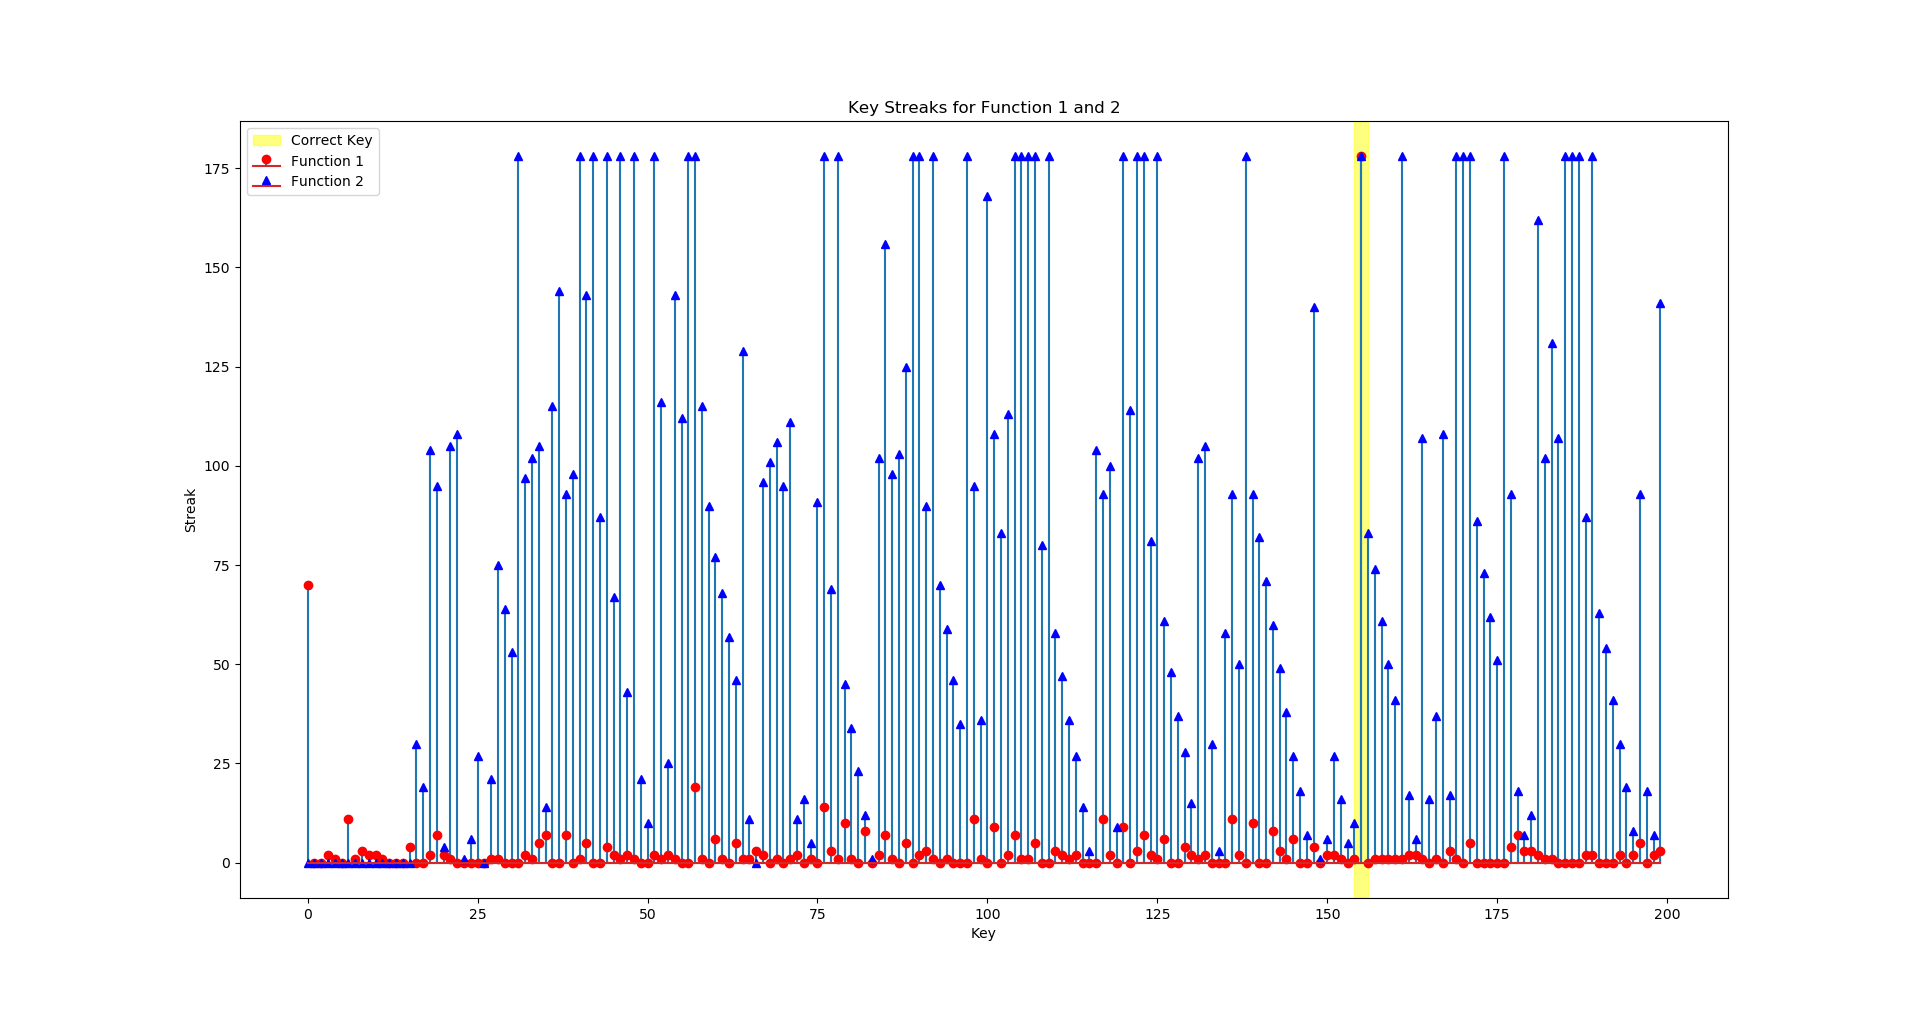 Key Streaks for Function 1 and 2
Correct Key
Function 1
Function 2
175
150
125
100
75
50
25
0
Streak
0 25 50 75 100 125 150 175 200
Key